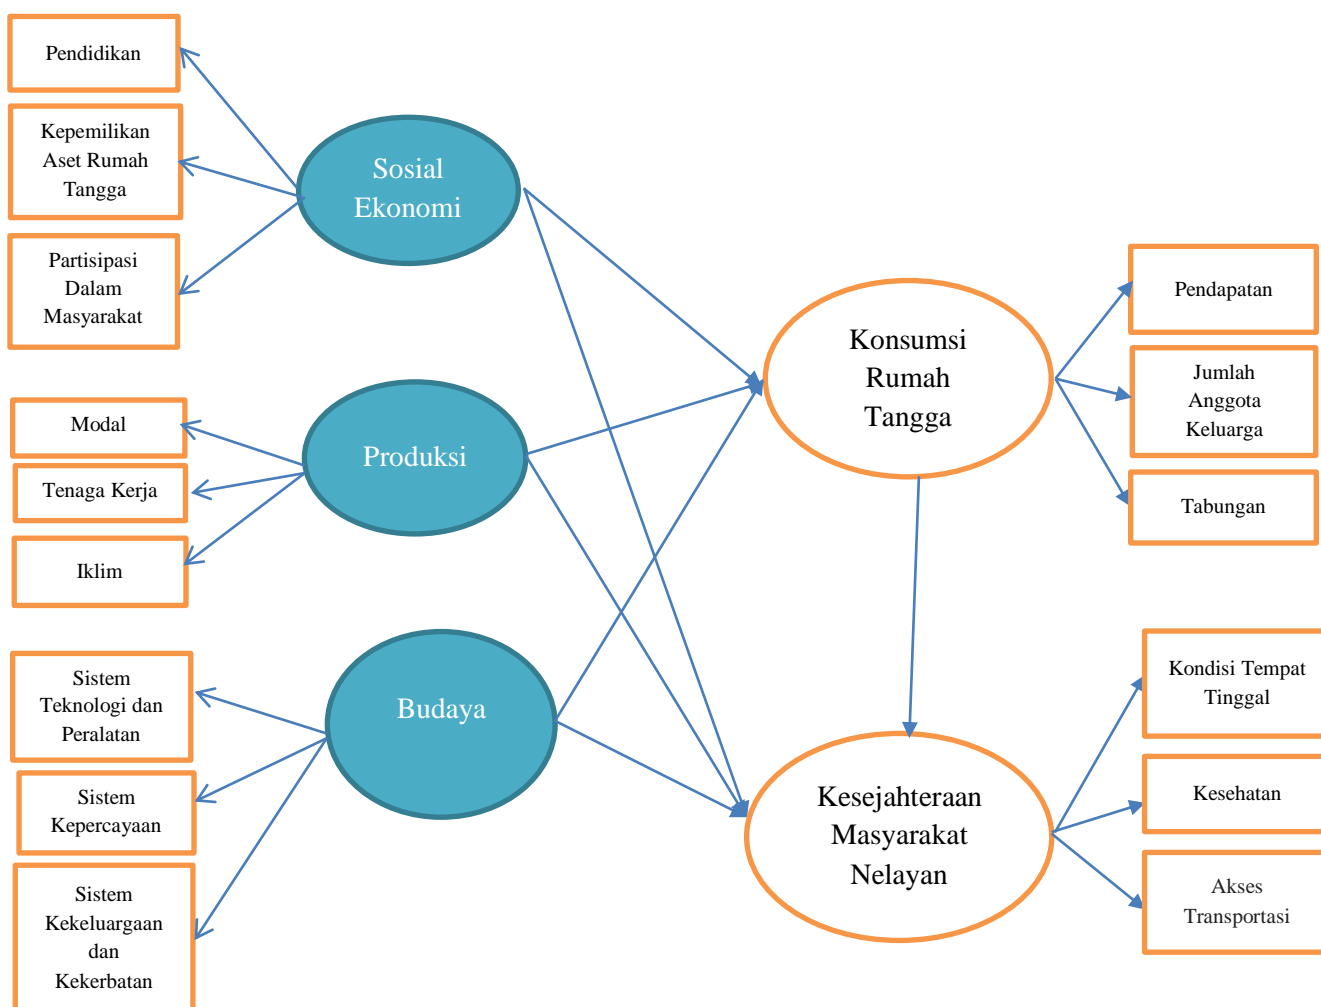 Pendidikan
Kepemilikan
Aset Rumah
Tangga
Partisipasi
Dalam
Masyarakat
Sosial
Ekonomi
Modal
Tenaga Kerja
Iklim
Produksi
Sistem
Teknologi dan
Peralatan
Sistem
Kepercayaan
Sistem
Kekeluargaan
dan
Kekerbatan
Budaya
Konsumsi
Rumah
Tangga
Pendapatan
Jumlah
Anggota
Keluarga
Tabungan
Kesejahteraan
Masyarakat
Nelayan
Kondisi Tempat
Tinggal
Kesehatan
Akses
Transportasi